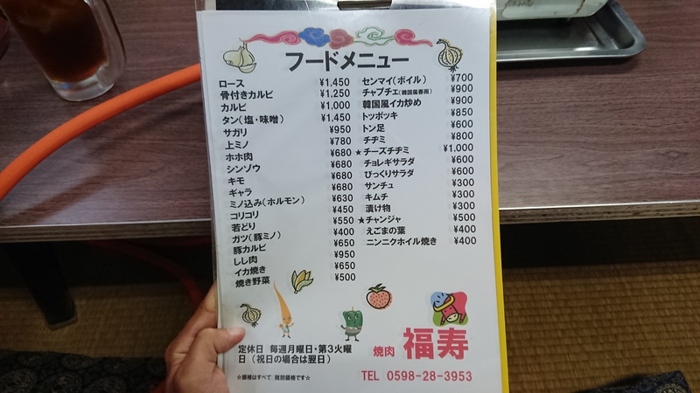 フードメニュー
ロース ¥1,450
骨付きカルビ ¥1,250
カルビ ¥1,000
タン（塩・味噌） ¥1,450
サガリ ¥950
上ミノ ¥780
ホホ肉 ¥680
シンゾウ ¥680
キモ ¥680
ギャラ ¥680
ミノ込み（ホルモン） ¥630
コリコリ ¥450
若どり ¥550
ガツ（豚ミノ） ¥400
豚カルビ ¥650
しし肉 ¥950
イカ焼き ¥650
焼き野菜 ¥500
センマイ（ボイル） ¥700
チャプチェ（韓国風春雨） ¥900
韓国風イカ炒め ¥900
トッポッキ ¥850
トン足 ¥600
チヂミ ¥800
★チーズチヂミ ¥1,000
チョレギサラダ ¥600
びっくりサラダ ¥600
サンチュ ¥300
キムチ ¥300
漬け物 ¥300
★チャンジャ ¥500
えごまの葉 ¥400
ニンニクホイル焼き ¥400
定休日 毎週月曜日・第3火曜
日（祝日の場合は翌日）
☆価格はすべて 税別価格です☆
焼肉 福寿
TEL 0598-28-3953